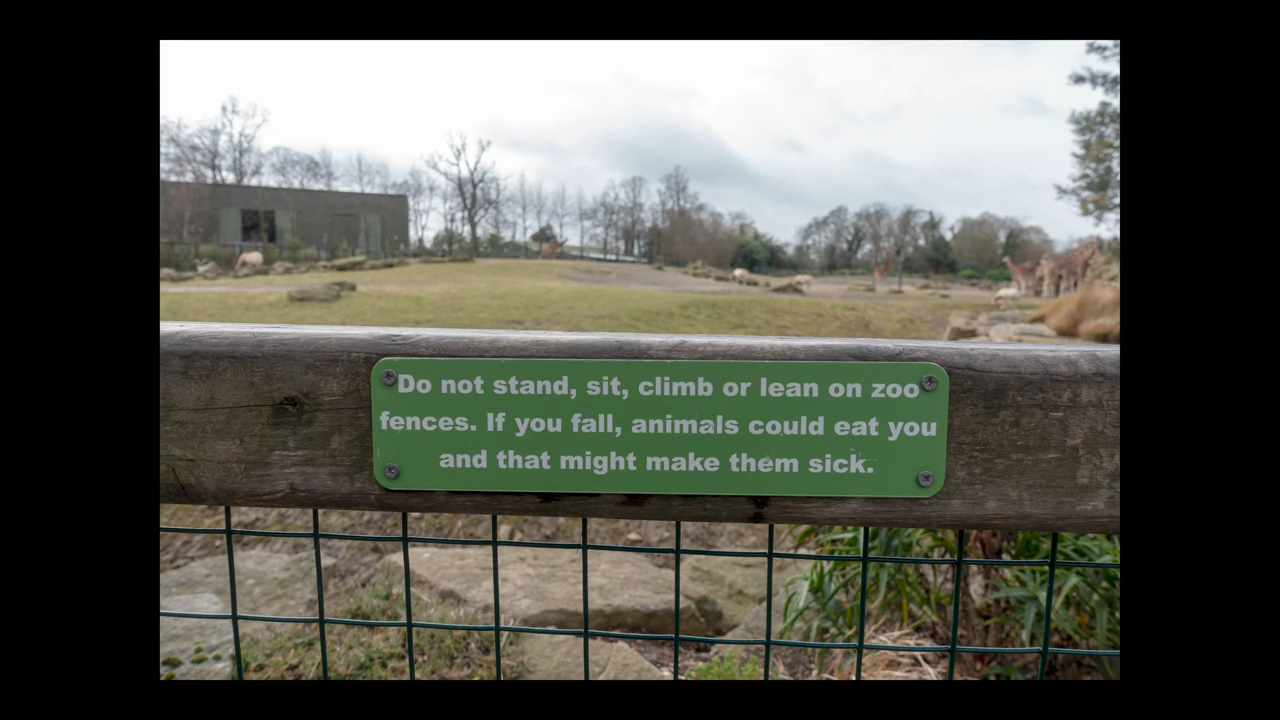 Do not stand, sit, climb or lean on zoo
fences. If you fall, animals could eat you
and that might make them sick.